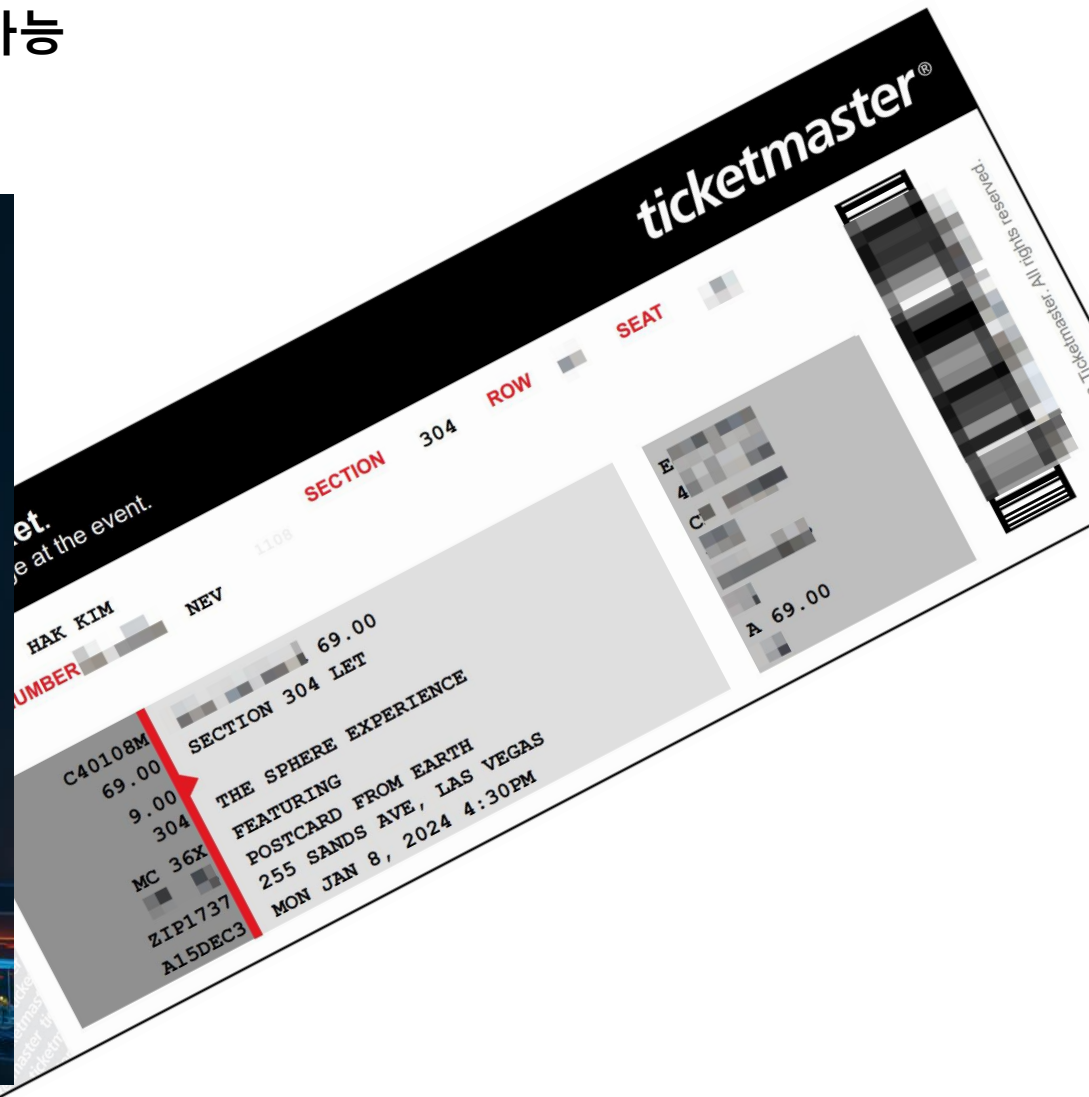 가능
ticketmaster®
et.
e at the event.
HAK KIM
NEV
1108
SECTION 304 ROW SEAT
UMBER
C40108M
69.00
9.00
304
MC 36X
ZIP1737
A15DEC3
69.00
SECTION 304 LET
THE SPHERE EXPERIENCE
FEATURING
POSTCARD FROM EARTH
255 SANDS AVE, LAS VEGAS
MON JAN 8, 2024 4:30PM
E
4
C
A 69.00
Ticketmaster. All rights reserved.